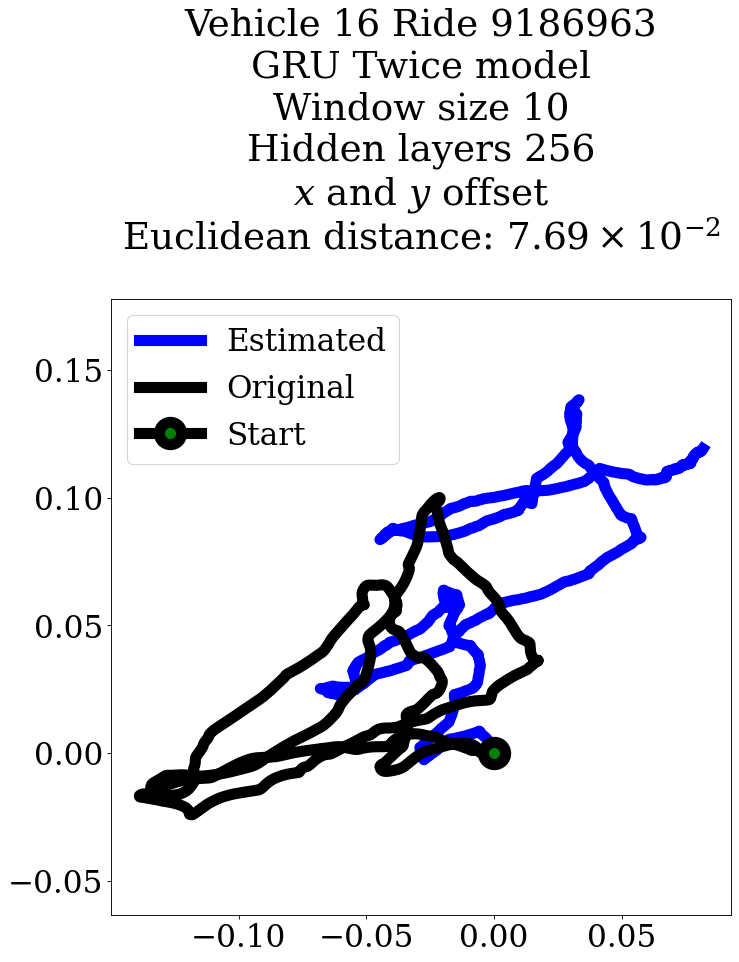 Vehicle 16 Ride 9186963
GRU Twice model
Window size 10
Hidden layers 256
x and y offset
Euclidean distance: 7.69 × 10⁻²
Estimated
Original
Start
0.15
0.10
0.05
0.00
−0.05
−0.10 −0.05 0.00 0.05